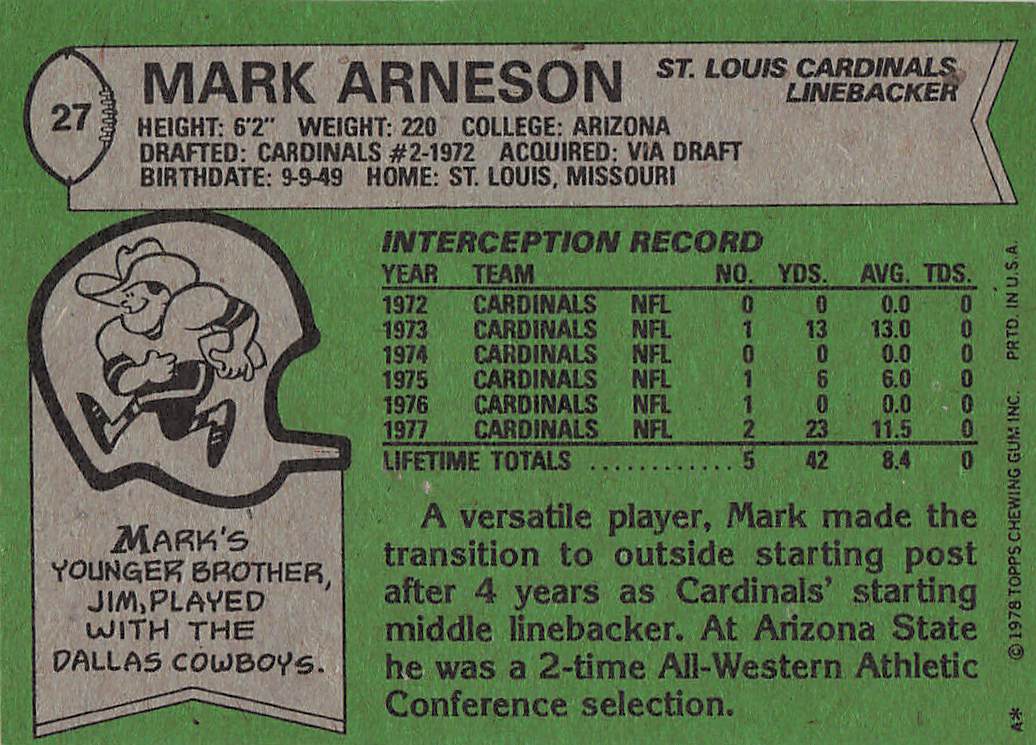 27
MARK ARNESON
ST. LOUIS CARDINALS
LINEBACKER
HEIGHT: 6'2" WEIGHT: 220 COLLEGE: ARIZONA
DRAFTED: CARDINALS #2-1972 ACQUIRED: VIA DRAFT
BIRTHDATE: 9-9-49 HOME: ST. LOUIS, MISSOURI
INTERCEPTION RECORD
YEAR TEAM NO. YDS. AVG. TDS.
1972 CARDINALS NFL 0 0 0.0 0
1973 CARDINALS NFL 1 13 13.0 0
1974 CARDINALS NFL 0 0 0.0 0
1975 CARDINALS NFL 1 6 6.0 0
1976 CARDINALS NFL 1 0 0.0 0
1977 CARDINALS NFL 2 23 11.5 0
LIFETIME TOTALS ............. 5 42 8.4 0
MARK'S
YOUNGER BROTHER,
JIM, PLAYED
WITH THE
DALLAS COWBOYS.
A versatile player, Mark made the
transition to outside starting post
after 4 years as Cardinals' starting
middle linebacker. At Arizona State
he was a 2-time All-Western Athletic
Conference selection.
A* © 1978 TOPPS CHEWING GUM INC. PRTD. IN U.S.A.